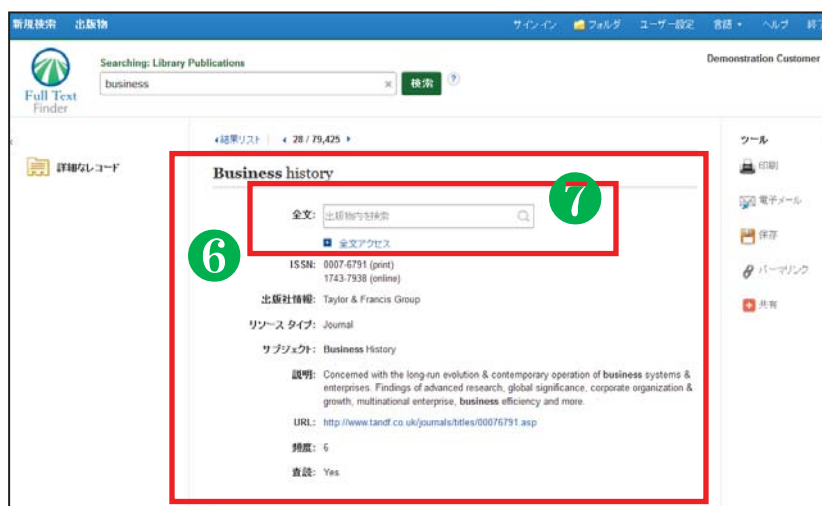 新規検索 出版物 サインイン フォルダ ユーザー設定 言語 ヘルプ 終了
Full Text
Finder
Searching: Library Publications
business × 検索 ?
Demonstration Customer
結果リスト 28 / 79,425
詳細なレコード
Business history
全文: 出版物内を検索
全文アクセス
7
6
ISSN: 0007-6791 (print)
1743-7938 (online)
出版社情報: Taylor & Francis Group
リソース タイプ: Journal
サブジェクト: Business History
説明: Concerned with the long-run evolution & contemporary operation of business systems &
enterprises. Findings of advanced research, global significance, corporate organization &
growth, multinational enterprise, business efficiency and more.
URL: http://www.tandf.co.uk/journals/titles/00076791.asp
頻度: 6
査読: Yes
ツール
印刷
電子メール
保存
パーマリンク
共有